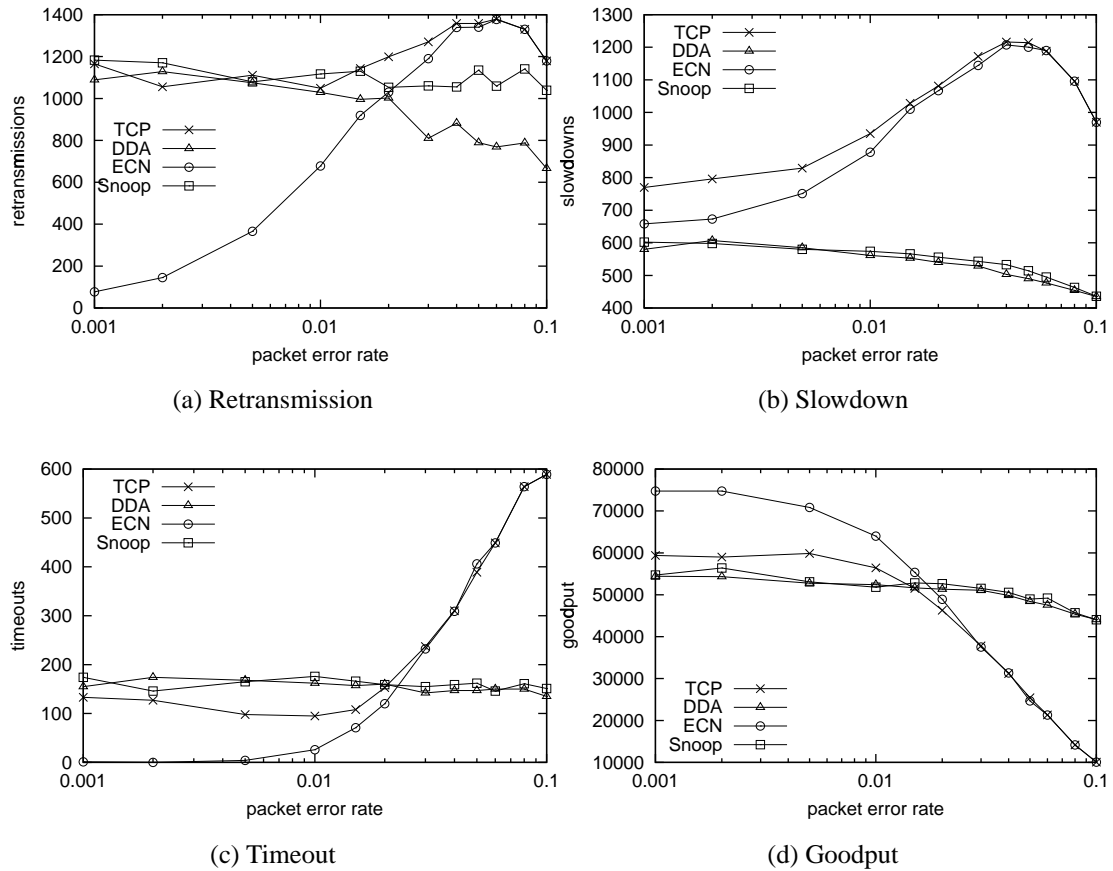 1400
1200
1000
800
600
400
200
0
0.001
0.01
0.1
retransmissions
packet error rate
TCP
DDA
ECN
Snoop
(a) Retransmission
1300
1200
1100
1000
900
800
700
600
500
400
0.001
0.01
0.1
slowdowns
packet error rate
TCP
DDA
ECN
Snoop
(b) Slowdown
600
500
400
300
200
100
0
0.001
0.01
0.1
timeouts
packet error rate
TCP
DDA
ECN
Snoop
(c) Timeout
80000
70000
60000
50000
40000
30000
20000
10000
0.001
0.01
0.1
goodput
packet error rate
TCP
DDA
ECN
Snoop
(d) Goodput